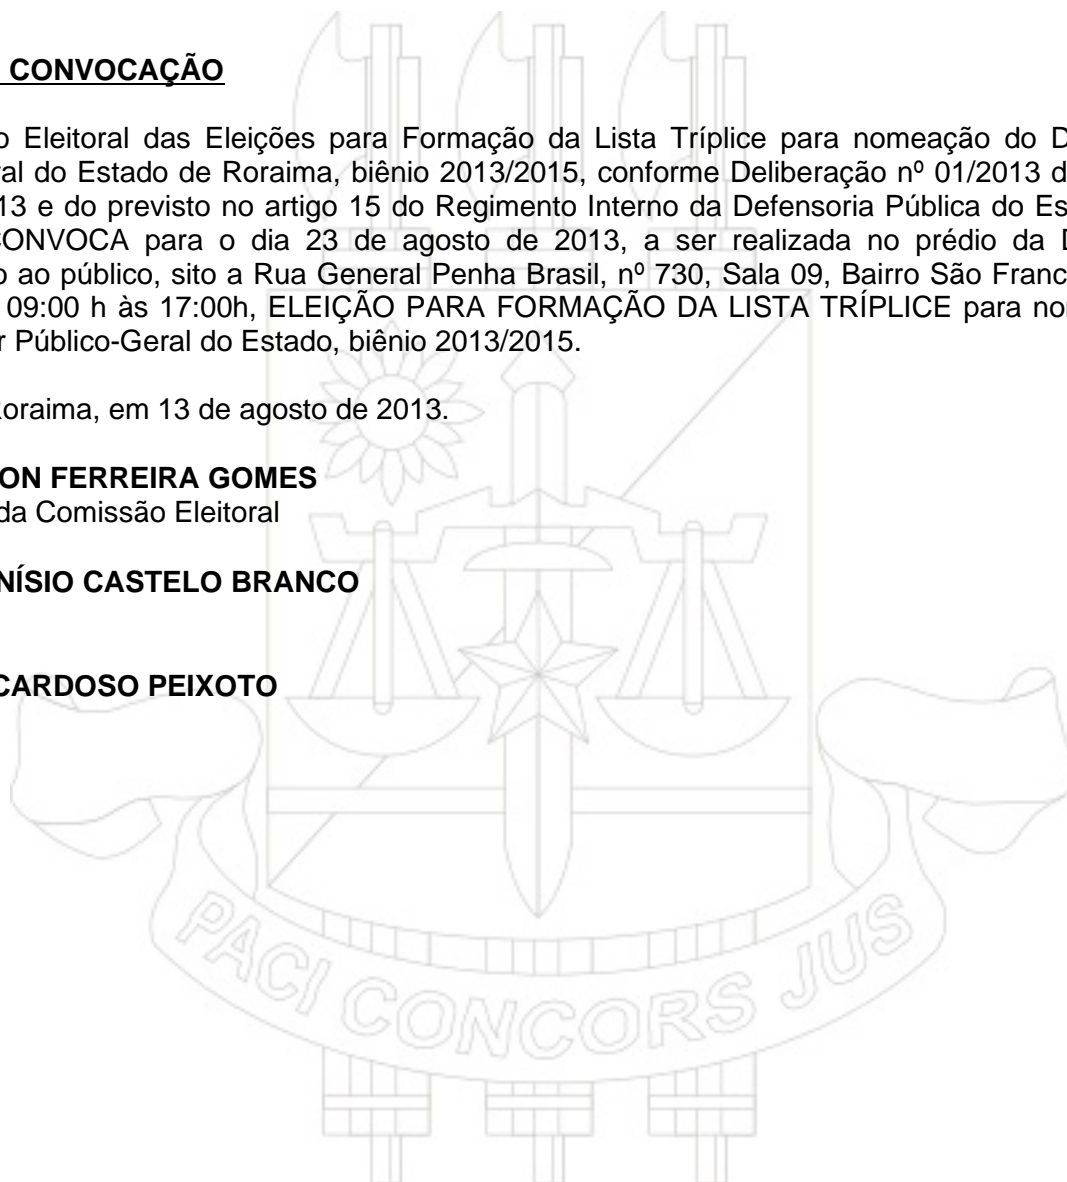 CONVOCAÇÃO
o Eleitoral das Eleições para Formação da Lista Tríplice para nomeação do D
ral do Estado de Roraima, biênio 2013/2015, conforme Deliberação nº 01/2013 d
13 e do previsto no artigo 15 do Regimento Interno da Defensoria Pública do Es
CONVOCA para o dia 23 de agosto de 2013, a ser realizada no prédio da D
o ao público, sito a Rua General Penha Brasil, nº 730, Sala 09, Bairro São Franc
09:00 h às 17:00h, ELEIÇÃO PARA FORMAÇÃO DA LISTA TRÍPLICE para no
r Público-Geral do Estado, biênio 2013/2015.
Roraima, em 13 de agosto de 2013.
ON FERREIRA GOMES
da Comissão Eleitoral
NÍSIO CASTELO BRANCO
CARDOSO PEIXOTO
PACI CONCORS JUS